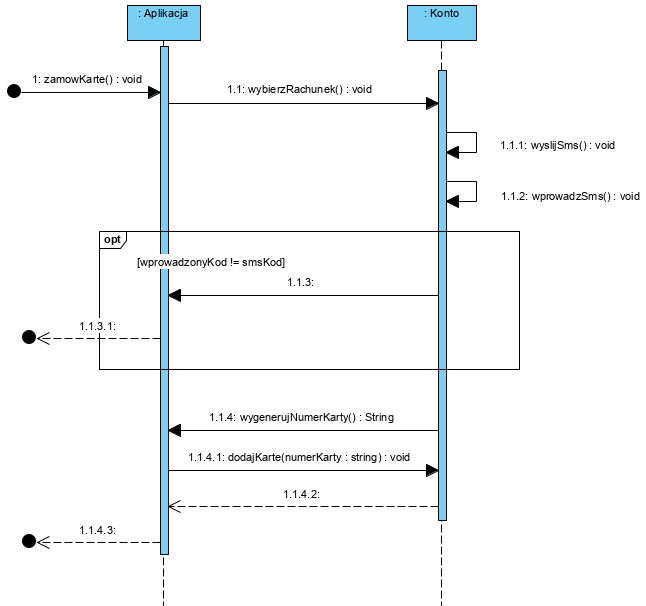 : Aplikacja
: Konto
1: zamowKarte() : void
1.1: wybierzRachunek() : void
1.1.1: wyslijSms() : void
1.1.2: wprowadzSms() : void
opt
[wprowadzonyKod != smsKod]
1.1.3:
1.1.3.1:
1.1.4: wygenerujNumerKarty() : String
1.1.4.1: dodajKarte(numerKarty : string) : void
1.1.4.2:
1.1.4.3: